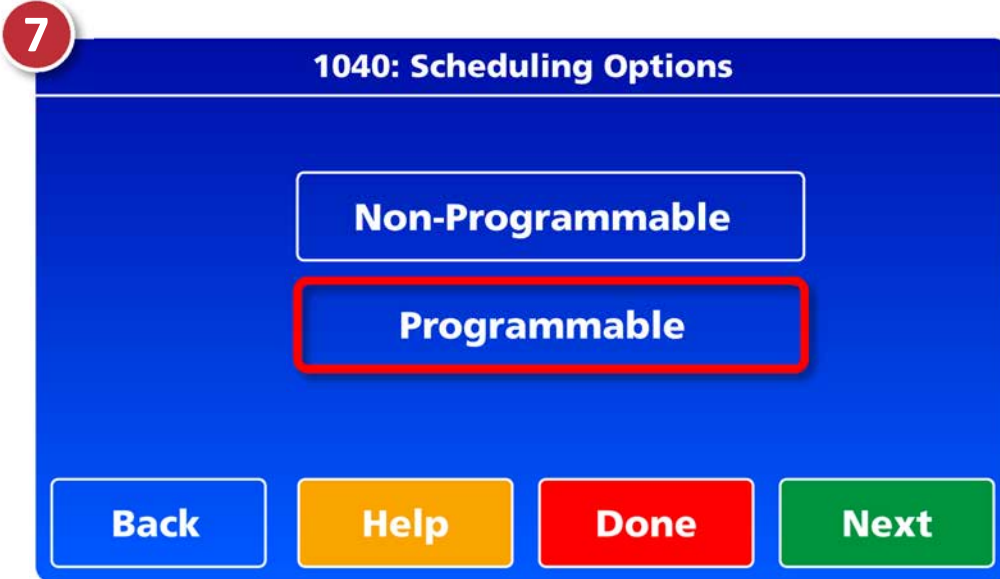 7
1040: Scheduling Options
Non-Programmable
Programmable
Back Help Done Next